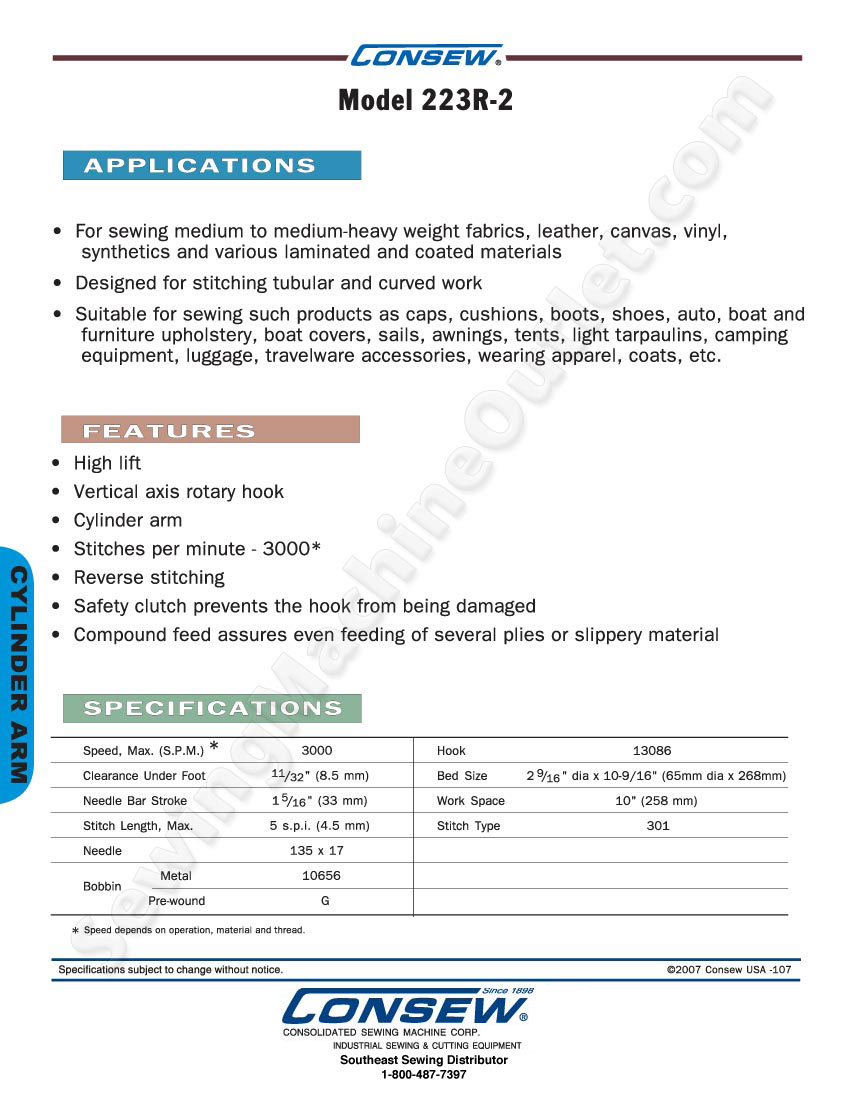 CONSEW®
Model 223R-2
APPLICATIONS
• For sewing medium to medium-heavy weight fabrics, leather, canvas, vinyl,
synthetics and various laminated and coated materials
• Designed for stitching tubular and curved work
• Suitable for sewing such products as caps, cushions, boots, shoes, auto, boat and
furniture upholstery, boat covers, sails, awnings, tents, light tarpaulins, camping
equipment, luggage, travelware accessories, wearing apparel, coats, etc.
FEATURES
• High lift
• Vertical axis rotary hook
• Cylinder arm
• Stitches per minute - 3000*
• Reverse stitching
• Safety clutch prevents the hook from being damaged
• Compound feed assures even feeding of several plies or slippery material
CYLINDER ARM
SPECIFICATIONS
Speed, Max. (S.P.M.) * 3000 Hook 13086
Clearance Under Foot 11/32" (8.5 mm) Bed Size 2 9/16" dia x 10-9/16" (65mm dia x 268mm)
Needle Bar Stroke 1 5/16" (33 mm) Work Space 10" (258 mm)
Stitch Length, Max. 5 s.p.i. (4.5 mm) Stitch Type 301
Needle 135 x 17
Bobbin Metal 10656
Pre-wound G
* Speed depends on operation, material and thread.
Specifications subject to change without notice. ©2007 Consew USA -107
Since 1898
CONSEW®
CONSOLIDATED SEWING MACHINE CORP.
INDUSTRIAL SEWING & CUTTING EQUIPMENT
Southeast Sewing Distributor
1-800-487-7397
SewingMachineOutlet.com